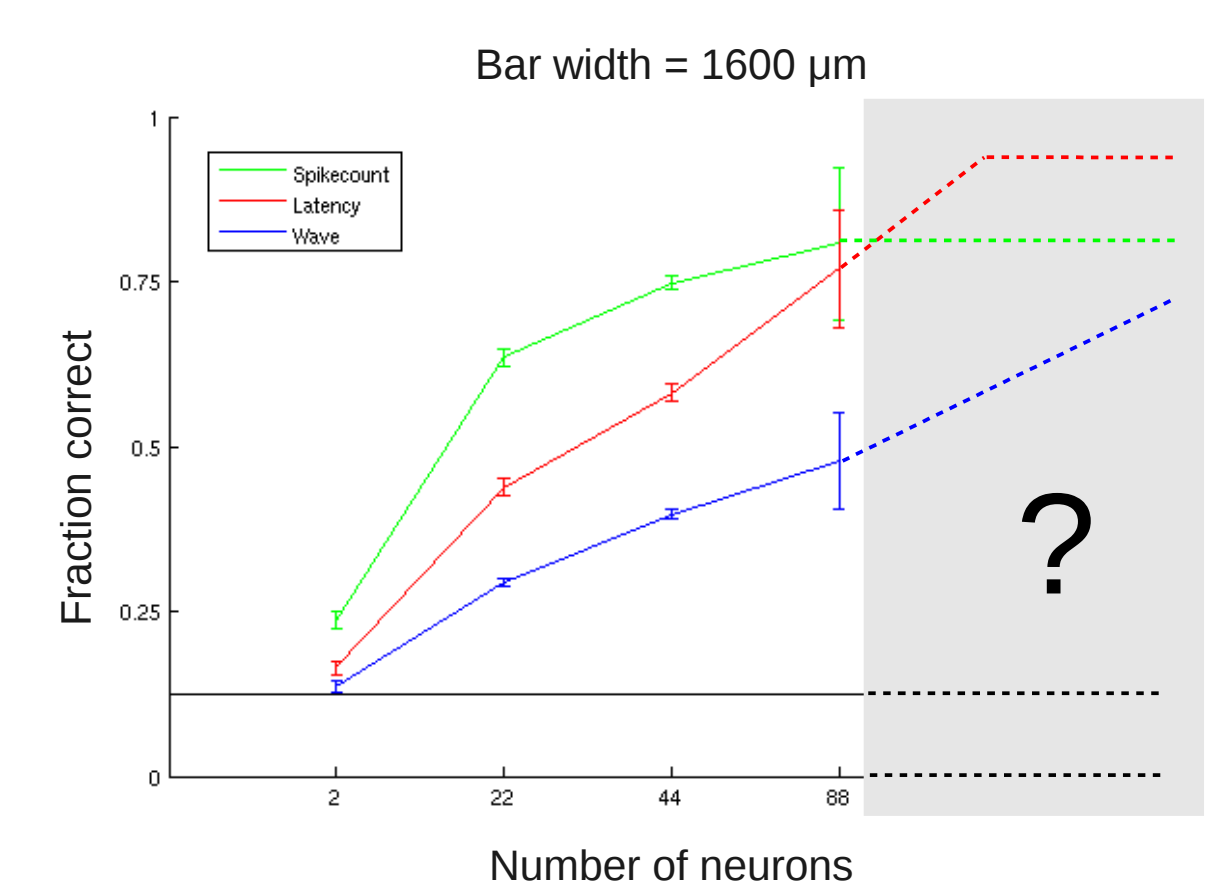 Bar width = 1600 μm
1
Spikecount
Latency
Wave
0.75
0.5
0.25
0
Fraction correct
?
2 22 44 88
Number of neurons